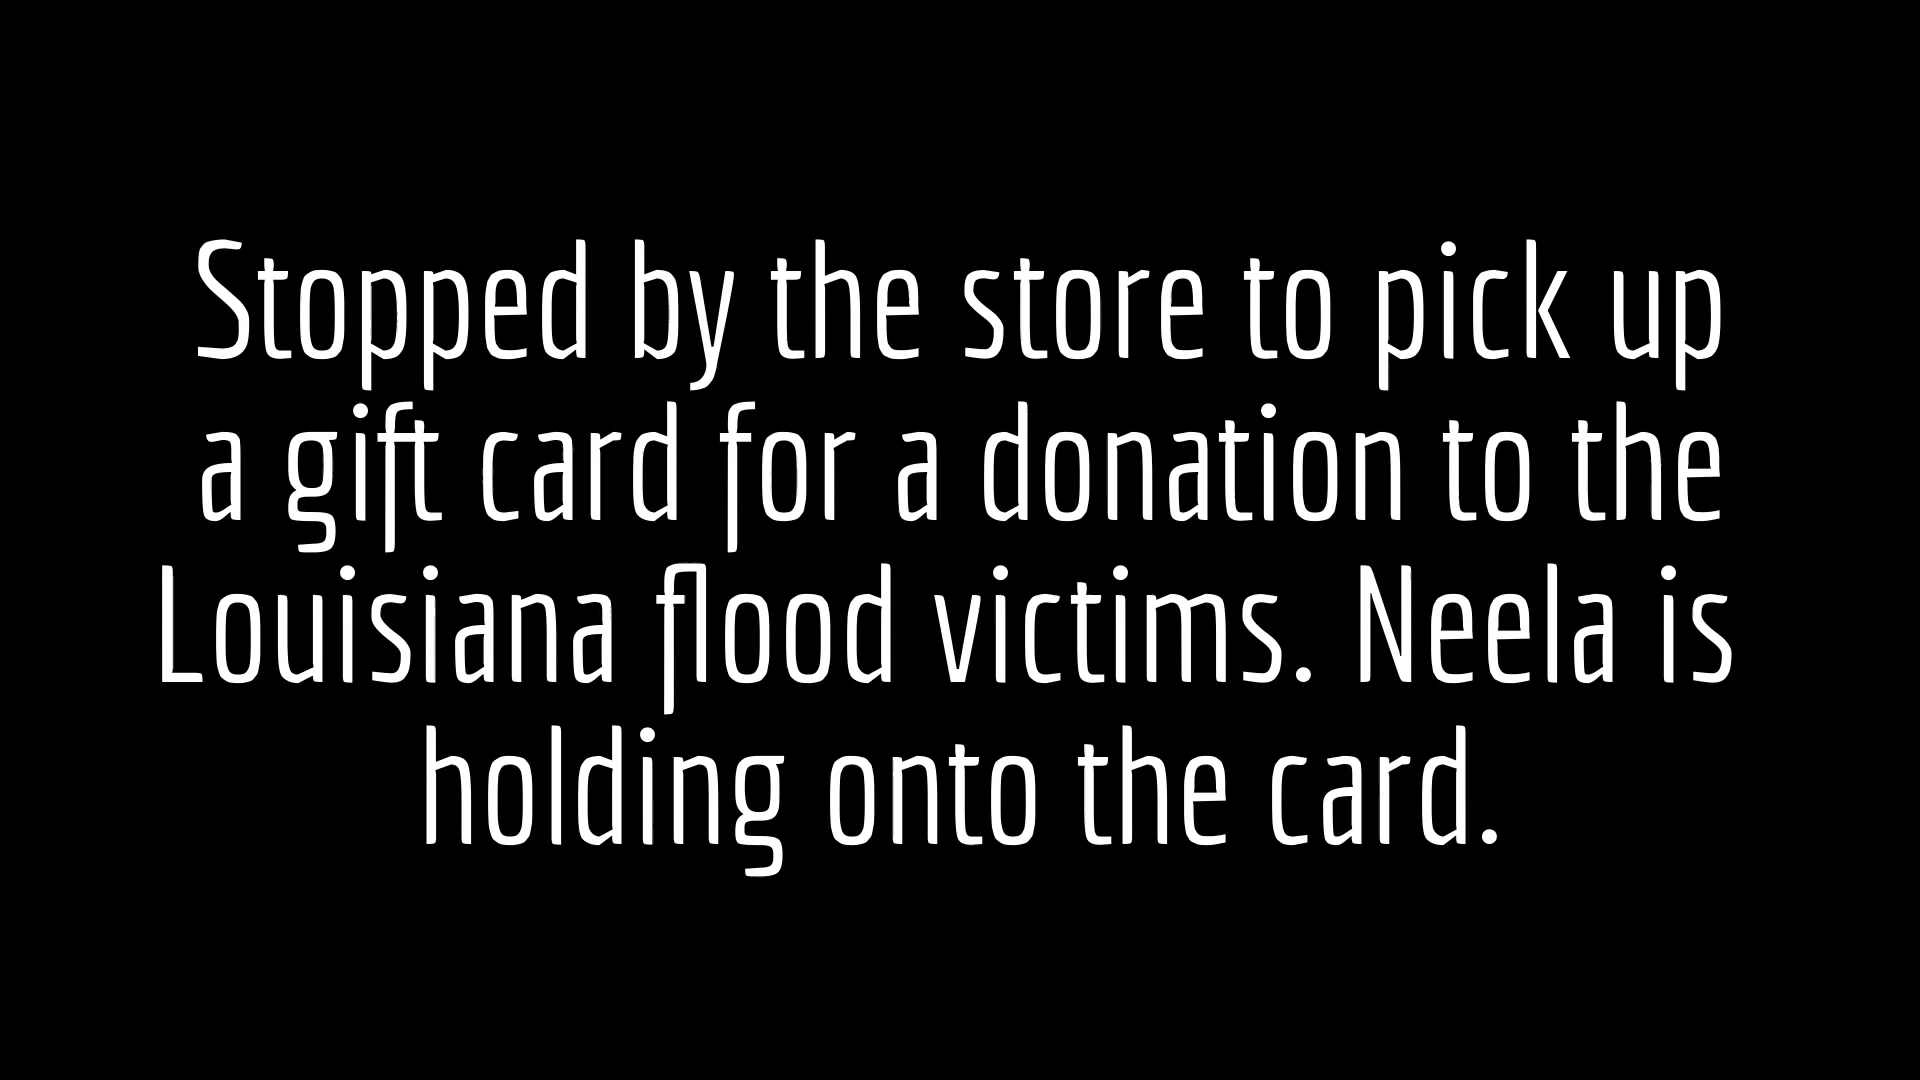 Stopped by the store to pick up
a gift card for a donation to the
Louisiana flood victims. Neela is
holding onto the card.